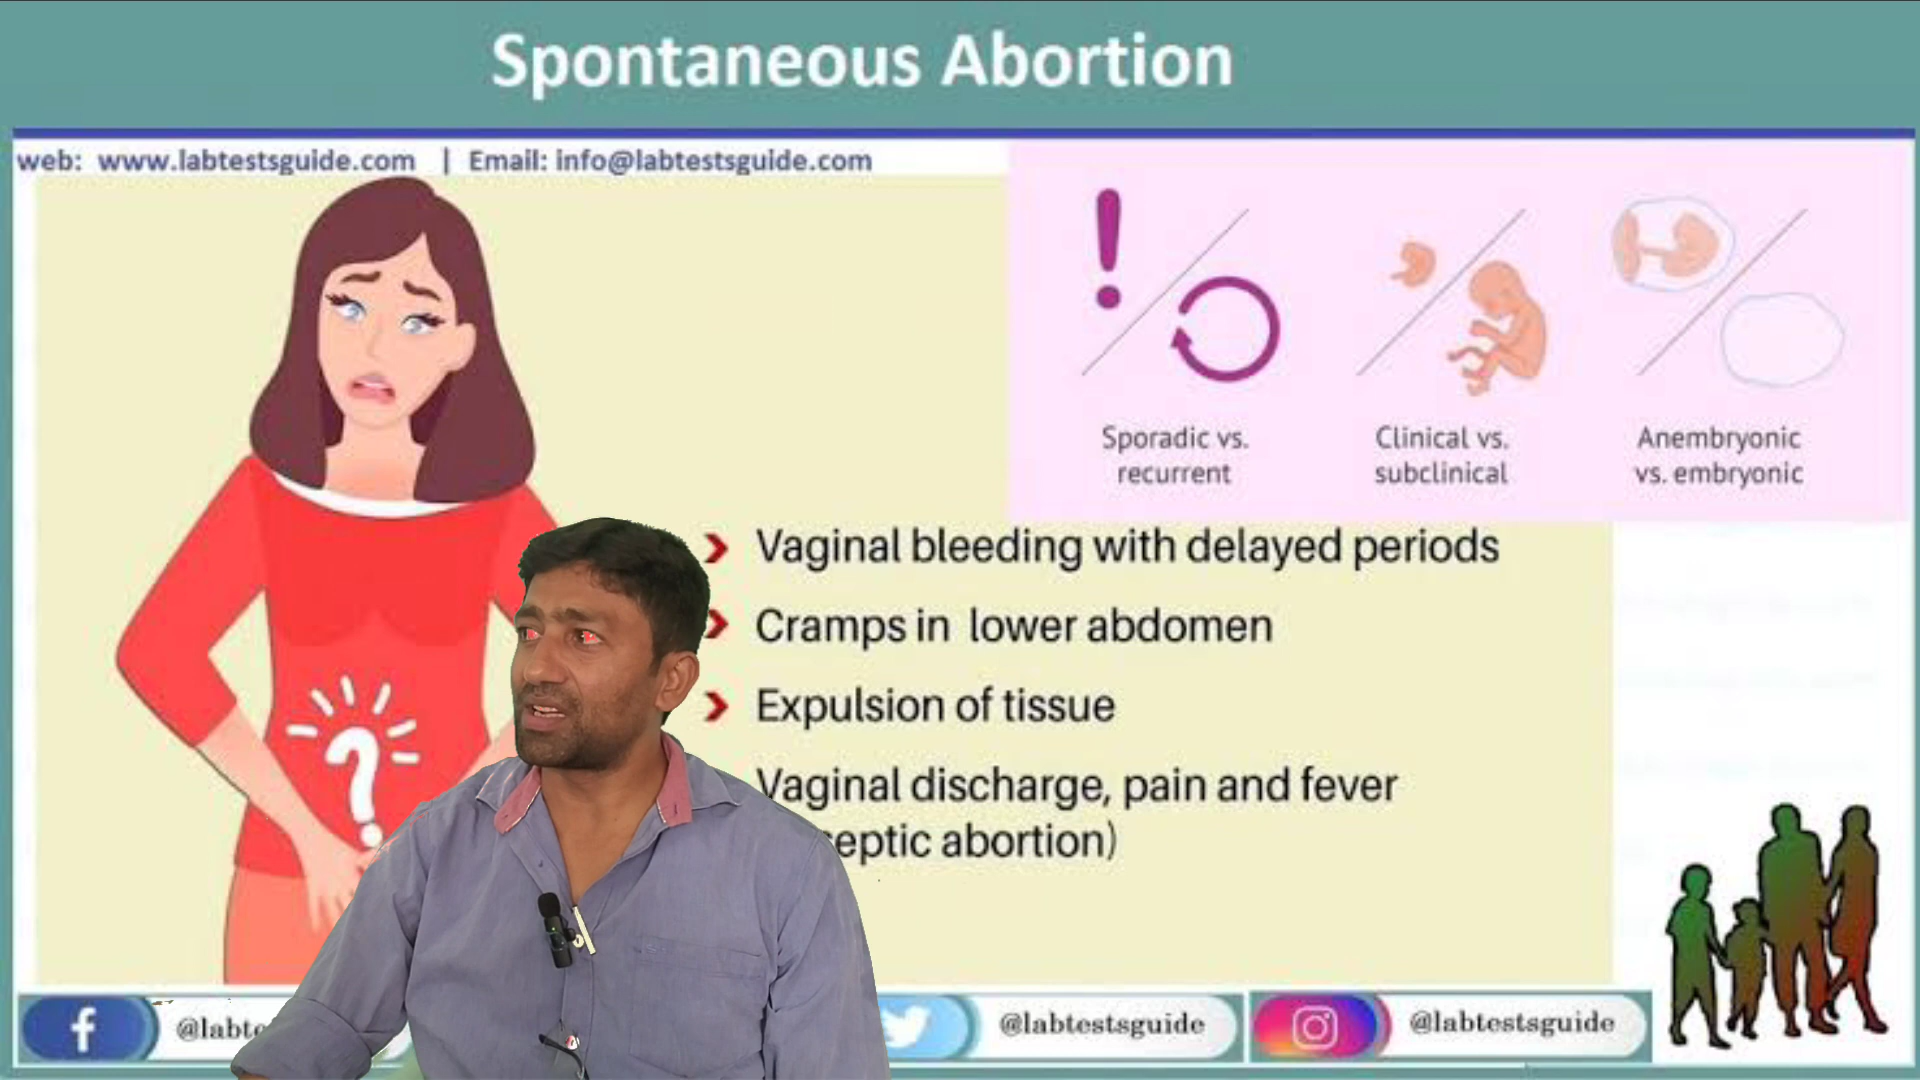 Spontaneous Abortion
web: www.labtestsguide.com | Email: info@labtestsguide.com
Sporadic vs.
recurrent
Clinical vs.
subclinical
Anembryonic
vs. embryonic
Vaginal bleeding with delayed periods
Cramps in lower abdomen
Expulsion of tissue
Vaginal discharge, pain and fever
abortion)
?
@labtestsguide
@labtestsguide